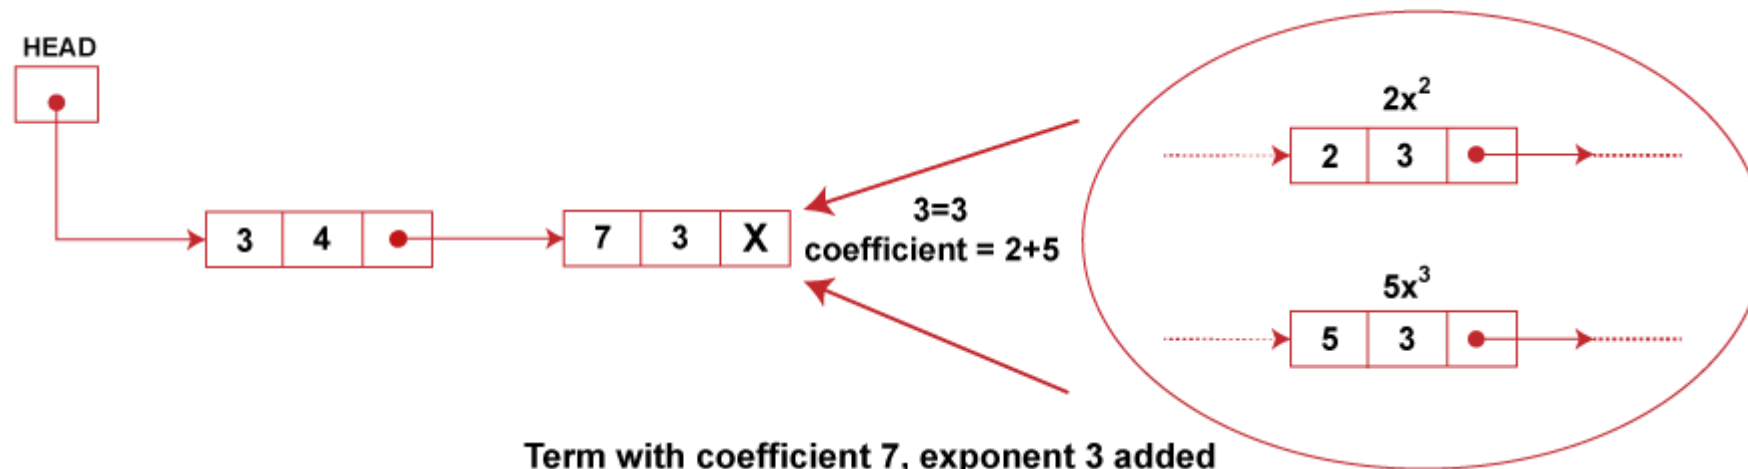 HEAD
3 4 7 3 X
3=3
coefficient = 2+5
2x²
2 3
5x³
5 3
Term with coefficient 7, exponent 3 added